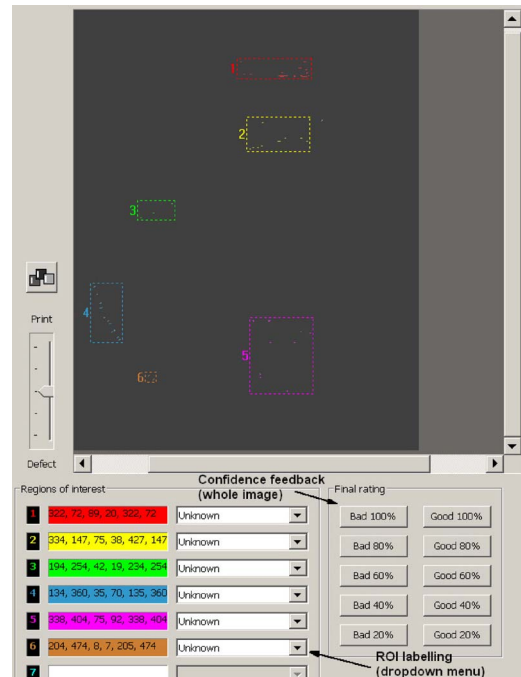 1
2
3
4
5
6
Print
Defect
Confidence feedback
(whole image)
Regions of interest
Final rating
1 322, 72, 89, 20, 322, 72 Unknown
2 334, 147, 75, 38, 427, 147 Unknown
3 194, 254, 42, 19, 234, 254 Unknown
4 134, 360, 35, 70, 135, 360 Unknown
5 338, 404, 75, 92, 338, 404 Unknown
6 204, 474, 8, 7, 205, 474 Unknown
7
Bad 100% Good 100%
Bad 80% Good 80%
Bad 60% Good 60%
Bad 40% Good 40%
Bad 20% Good 20%
ROI labelling
(dropdown menu)